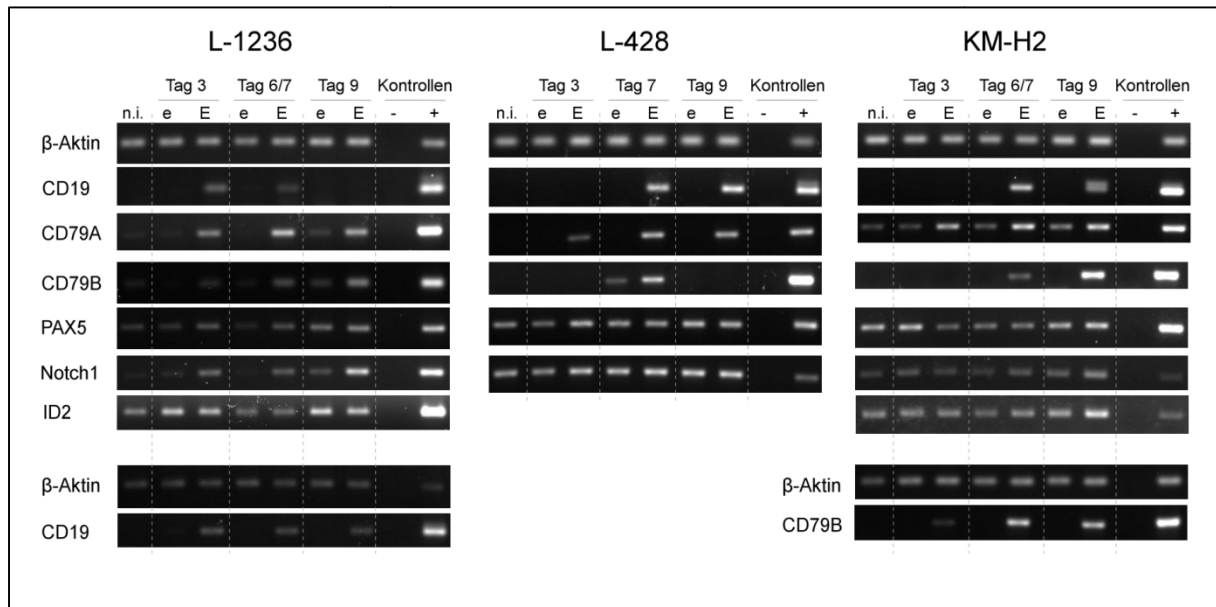 L-1236 L-428 KM-H2
Tag 3 Tag 6/7 Tag 9 Kontrollen Tag 3 Tag 7 Tag 9 Kontrollen Tag 3 Tag 6/7 Tag 9 Kontrollen
n.i. e E e E e E - + n.i. e E e E e E - + n.i. e E e E e E - +
β-Aktin
CD19
CD79A
CD79B
PAX5
Notch1
ID2
β-Aktin β-Aktin
CD19 CD79B